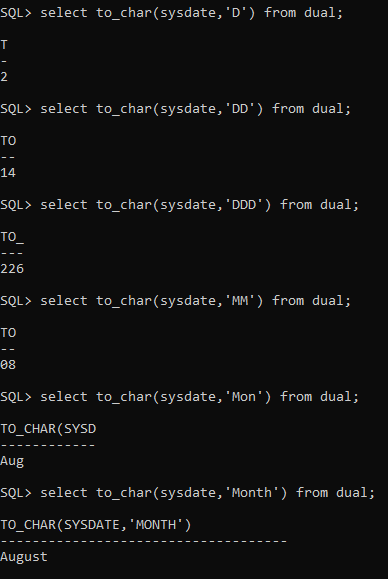 SQL> select to_char(sysdate,'D') from dual;
T
-
2
SQL> select to_char(sysdate,'DD') from dual;
TO
--
14
SQL> select to_char(sysdate,'DDD') from dual;
TO_
---
226
SQL> select to_char(sysdate,'MM') from dual;
TO
--
08
SQL> select to_char(sysdate,'Mon') from dual;
TO_CHAR(SYSD
------------
Aug
SQL> select to_char(sysdate,'Month') from dual;
TO_CHAR(SYSDATE,'MONTH')
------------------------------------
August